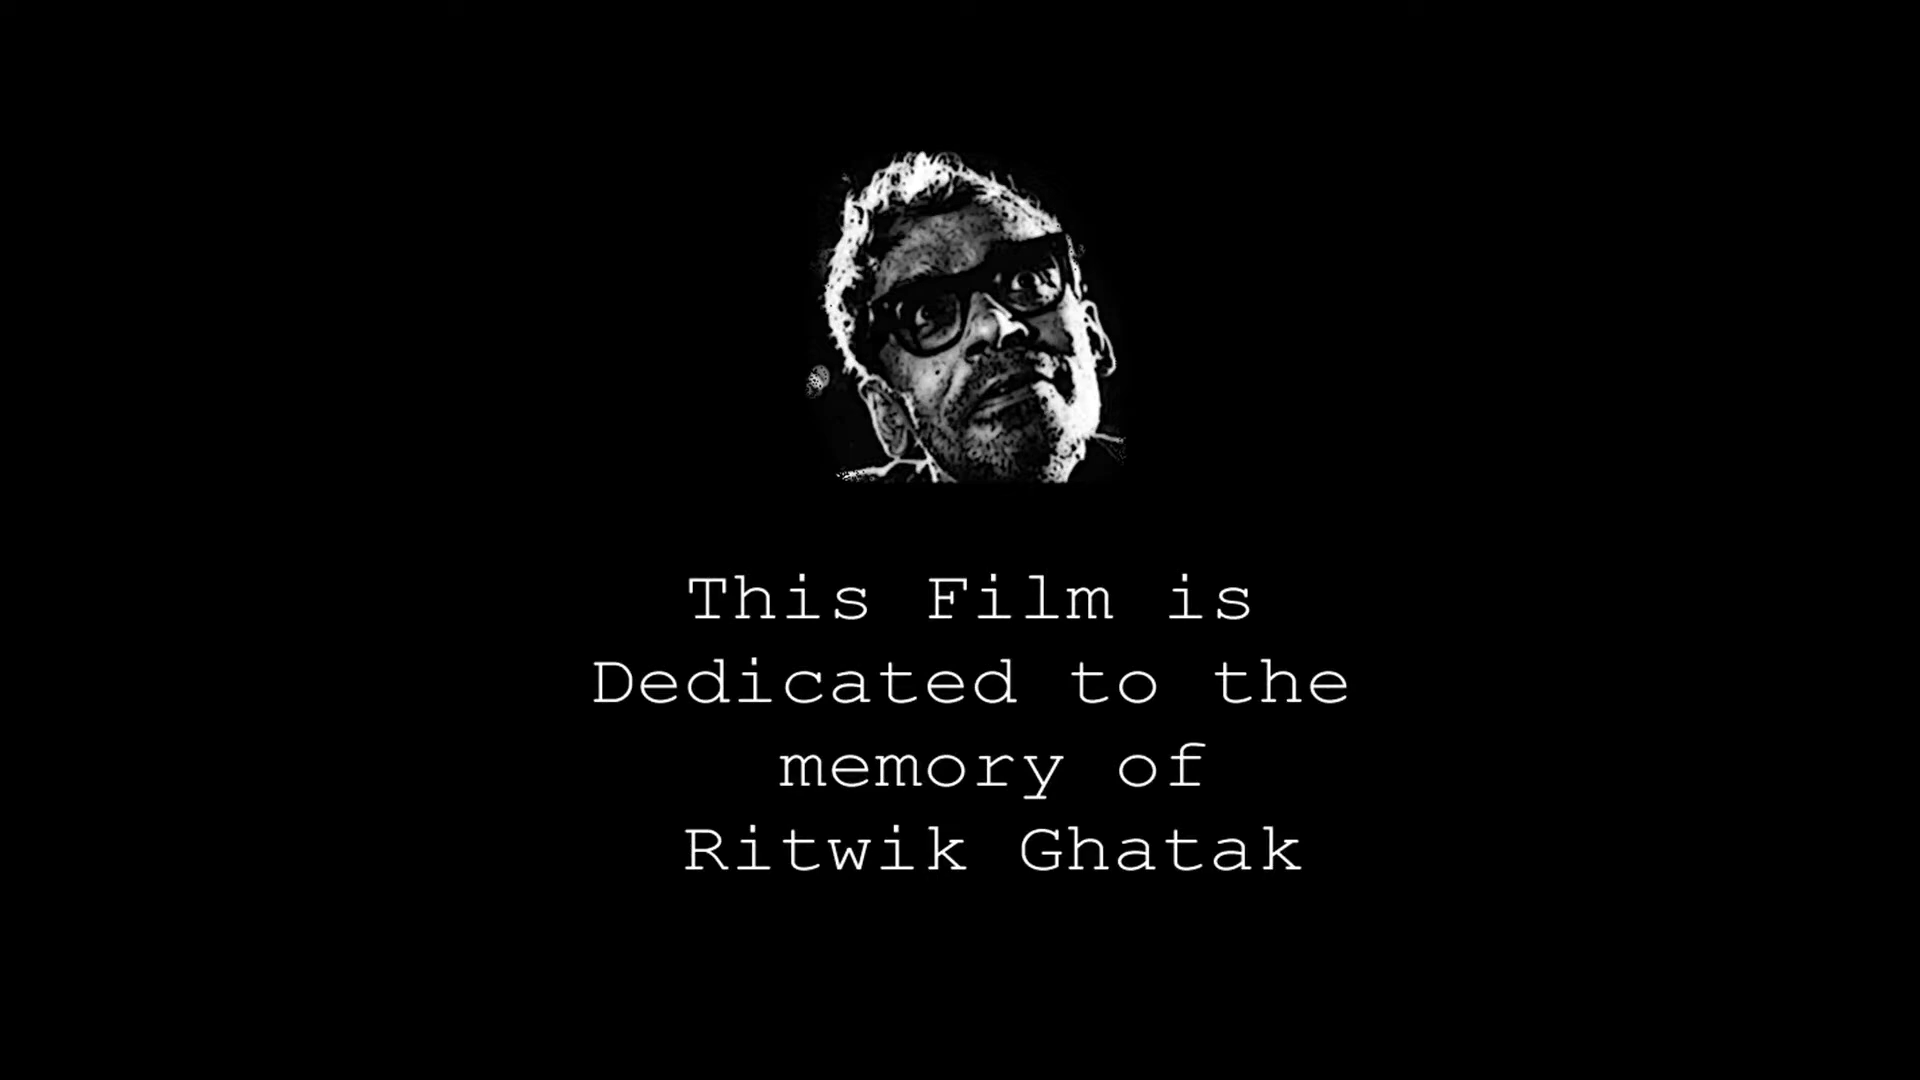 This Film is
Dedicated to the
memory of
Ritwik Ghatak